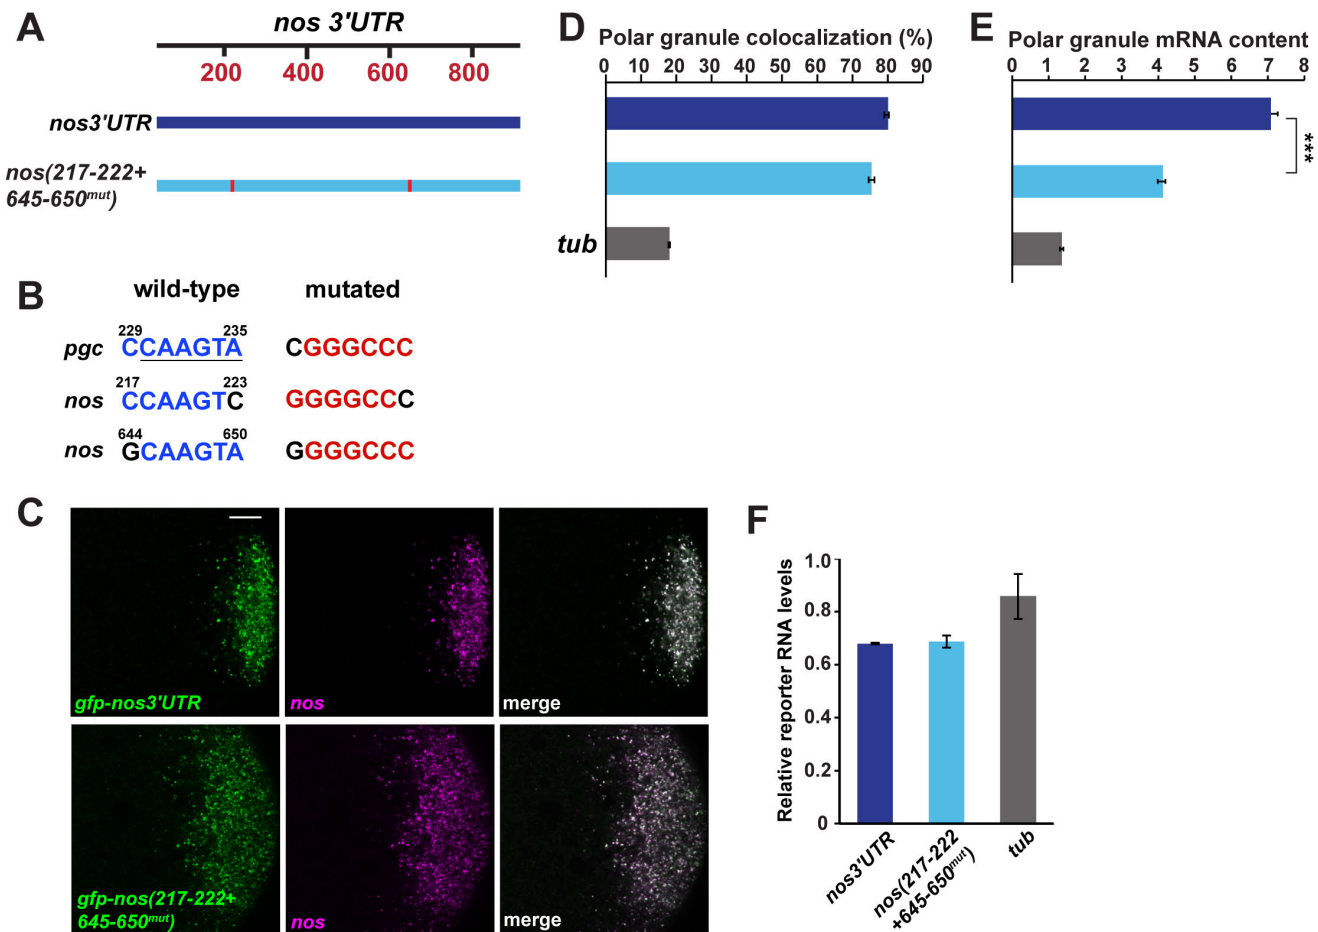 A
nos 3'UTR
200 400 600 800
nos3'UTR
nos(217-222+
645-650mut)
D
Polar granule colocalization (%)
0 10 20 30 40 50 60 70 80 90
tub
E
Polar granule mRNA content
0 1 2 3 4 5 6 7 8
***
B
wild-type mutated
229 235
pgc CCAAGTA CGGGCCC
217 223
nos CCAAGTC GGGGCCC
644 650
nos GCAAGTA GGGGCCC
C
gfp-nos3'UTR
nos
merge
gfp-nos(217-222+
645-650mut)
nos
merge
F
Relative reporter RNA levels
1.0
0.8
0.6
0.4
0.2
0
nos3'UTR
nos(217-222
+645-650mut)
tub